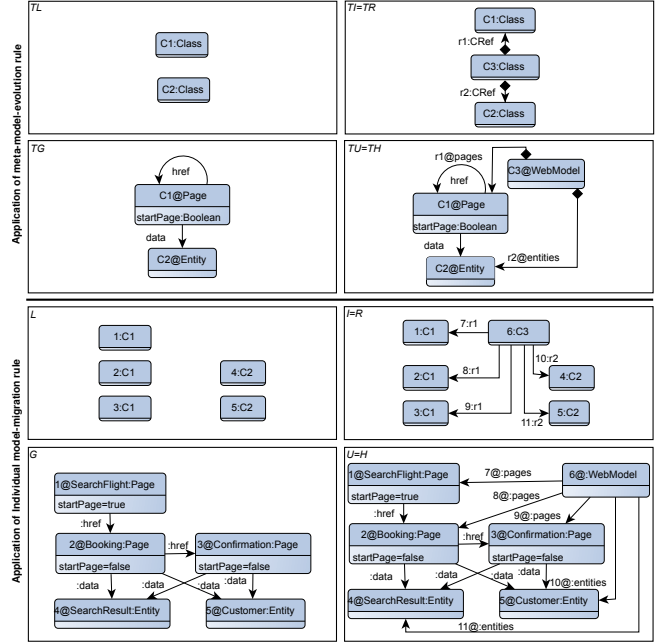 Application of meta-model-evolution rule
TL
C1:Class
C2:Class
TI=TR
C1:Class
r1:CRef
C3:Class
r2:CRef
C2:Class
TG
href
C1@Page
startPage:Boolean
data
C2@Entity
TU=TH
r1@pages
href
C3@WebModel
C1@Page
startPage:Boolean
data
r2@entities
C2@Entity
Application of Individual model-migration rule
L
1:C1
2:C1
4:C2
3:C1
5:C2
I=R
1:C1
7:r1
6:C3
10:r2
2:C1
8:r1
4:C2
3:C1
9:r1
11:r2
5:C2
G
1@SearchFlight:Page
startPage=true
:href
2@Booking:Page
:href
3@Confirmation:Page
startPage=false
startPage=false
:data
:data
:data
:data
4@SearchResult:Entity
5@Customer:Entity
U=H
1@SearchFlight:Page
7@:pages
6@:WebModel
startPage=true
8@:pages
:href
9@:pages
2@Booking:Page
:href
3@Confirmation:Page
startPage=false
startPage=false
:data
:data
:data
:data
10@:entities
4@SearchResult:Entity
5@Customer:Entity
11@:entities